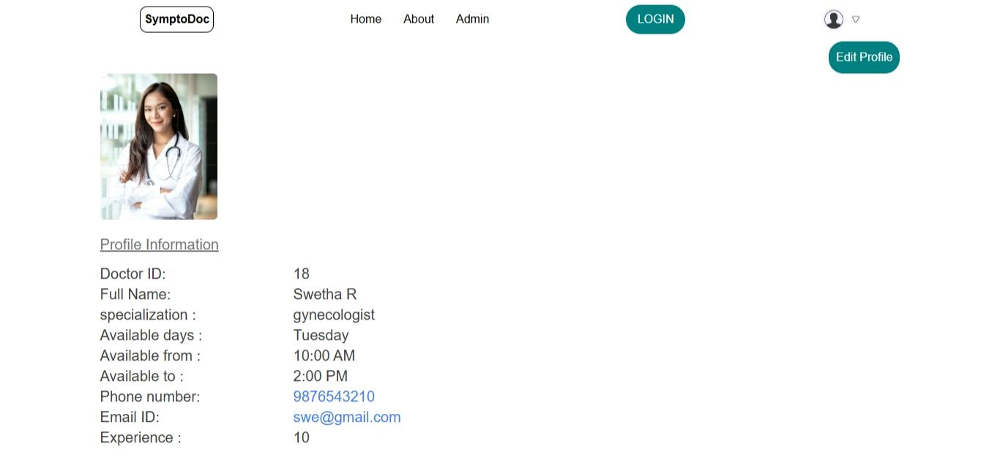 SymptoDoc Home About Admin LOGIN
Edit Profile
Profile Information
Doctor ID: 18
Full Name: Swetha R
specialization : gynecologist
Available days : Tuesday
Available from : 10:00 AM
Available to : 2:00 PM
Phone number: 9876543210
Email ID: swe@gmail.com
Experience : 10